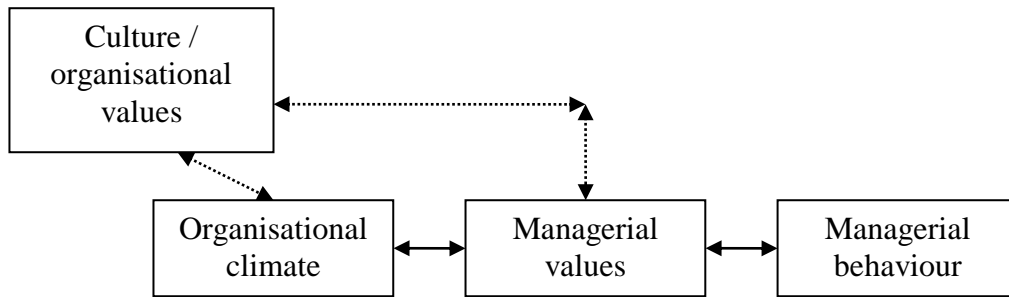 Culture /
organisational
values
Organisational
climate
Managerial
values
Managerial
behaviour